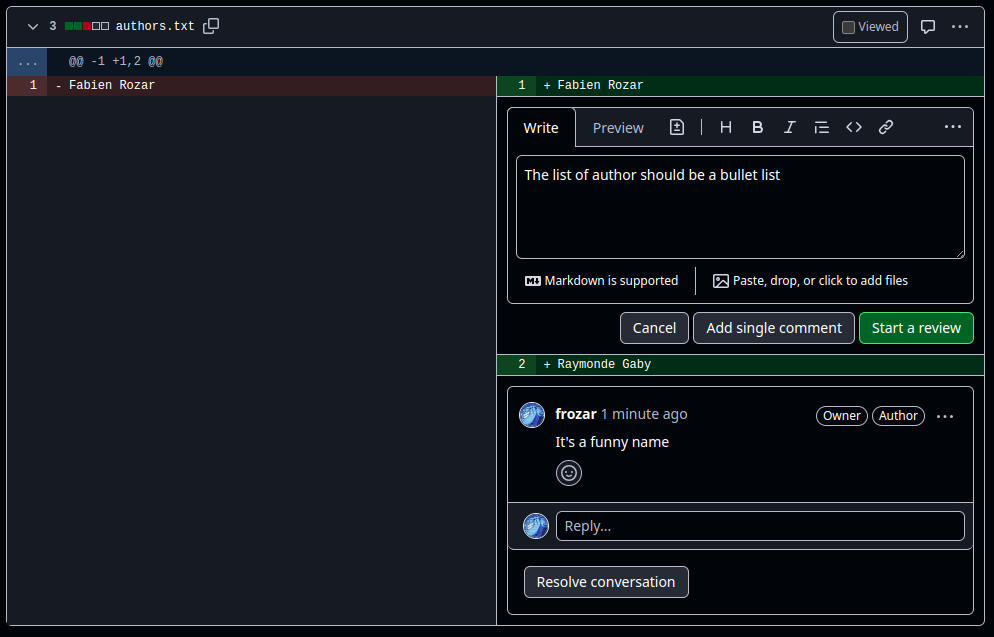 3 authors.txt Viewed
... @@ -1 +1,2 @@
1 - Fabien Rozar
1 + Fabien Rozar
Write Preview H B I <> ...
The list of author should be a bullet list
Markdown is supported Paste, drop, or click to add files
Cancel Add single comment Start a review
2 + Raymonde Gaby
frozar 1 minute ago Owner Author ...
It's a funny name
Reply...
Resolve conversation